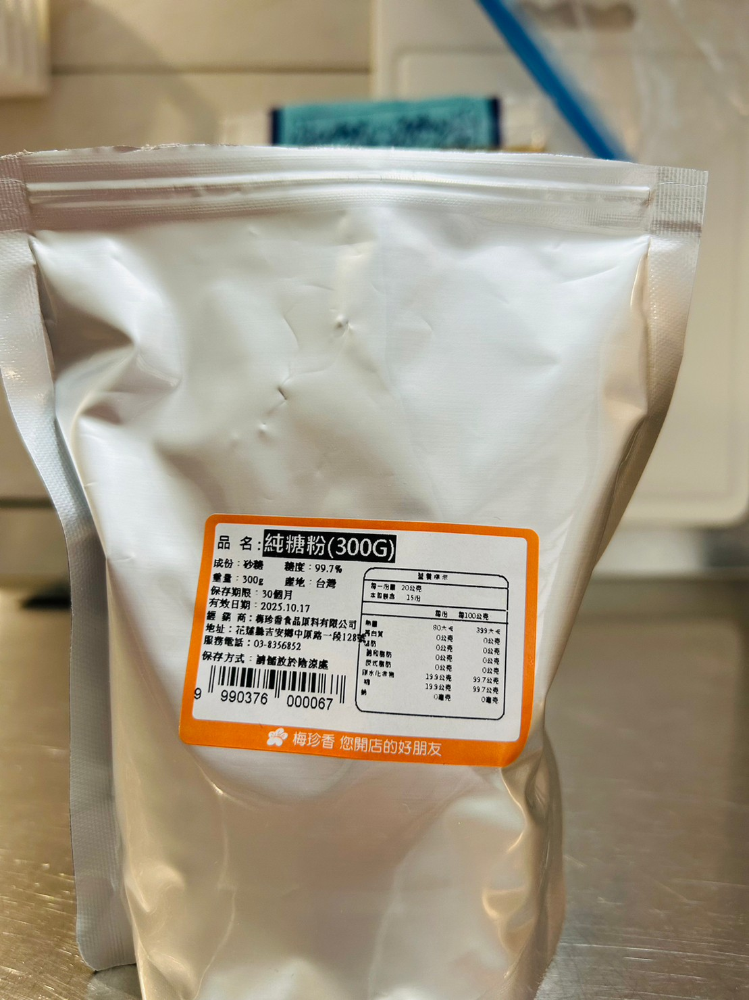 品 名:純糖粉(300G)
成份：砂糖 糖度：99.7%
重量：300g 產地：台灣
保存期限：30個月
有效日期：2025.10.17
經 銷 商：梅珍香食品原料有限公司
地址：花蓮縣吉安鄉中原路一段128號
服務電話：03-8356852
保存方式：請儲放於陰涼處
9 990376 000067
營養標示
每一份量 20公克
本包裝含 15份
每份 每100公克
熱量 80大卡 399大卡
蛋白質 0公克 0公克
脂肪 0公克 0公克
飽和脂肪 0公克 0公克
反式脂肪 0公克 0公克
碳水化合物 19.9公克 99.7公克
糖 19.9公克 99.7公克
鈉 0毫克 0毫克
梅珍香 您開店的好朋友